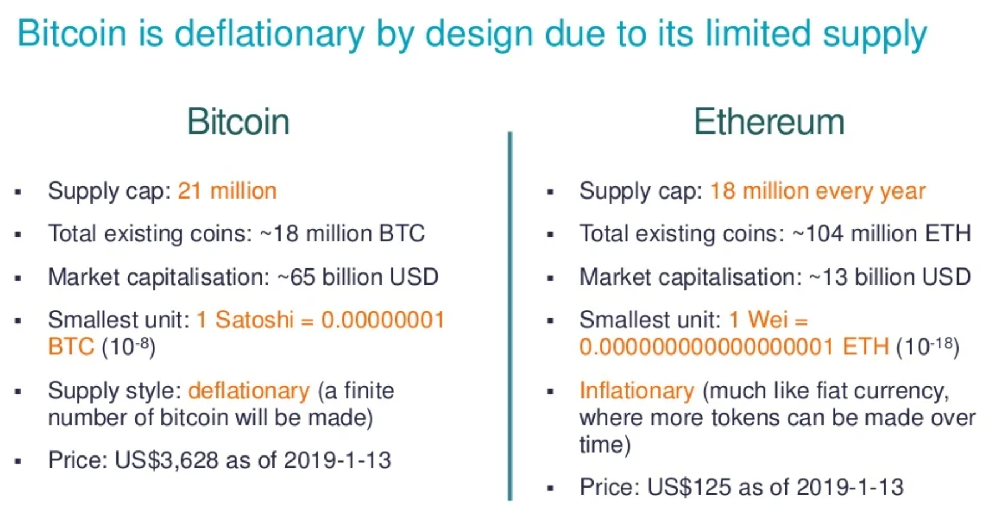 Bitcoin is deflationary by design due to its limited supply
Bitcoin
▪ Supply cap: 21 million
▪ Total existing coins: ~18 million BTC
▪ Market capitalisation: ~65 billion USD
▪ Smallest unit: 1 Satoshi = 0.00000001
BTC (10⁻⁸)
▪ Supply style: deflationary (a finite
number of bitcoin will be made)
▪ Price: US$3,628 as of 2019-1-13
Ethereum
▪ Supply cap: 18 million every year
▪ Total existing coins: ~104 million ETH
▪ Market capitalisation: ~13 billion USD
▪ Smallest unit: 1 Wei =
0.000000000000000001 ETH (10⁻¹⁸)
▪ Inflationary (much like fiat currency,
where more tokens can be made over
time)
▪ Price: US$125 as of 2019-1-13